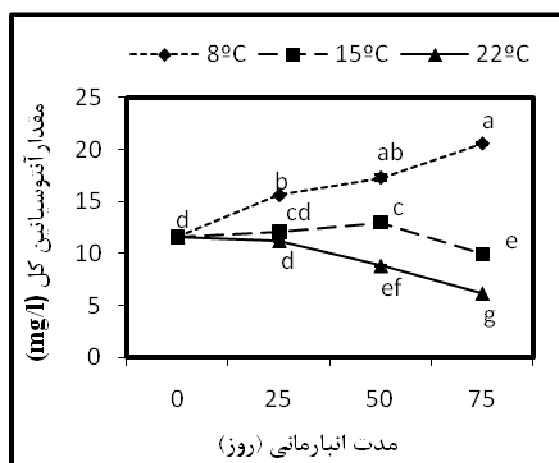 8ºC 15ºC 22ºC
مقدار آنتوسیانین کل (mg/l)
25
20
15
10
5
0
a
ab
b
c
cd
d
d
e
ef
g
0 25 50 75
مدت انبارمانی (روز)